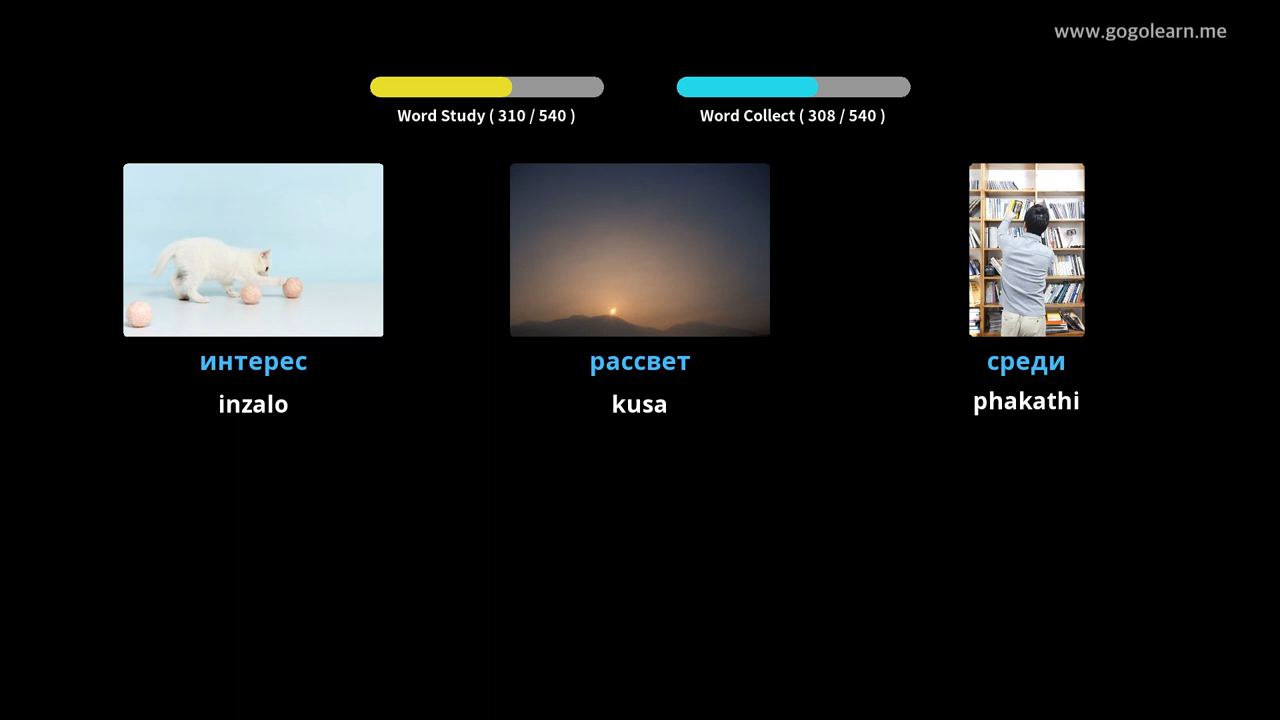 www.gogolearn.me
Word Study ( 310 / 540 )
Word Collect ( 308 / 540 )
интерес
inzalo
рассвет
kusa
среди
phakathi